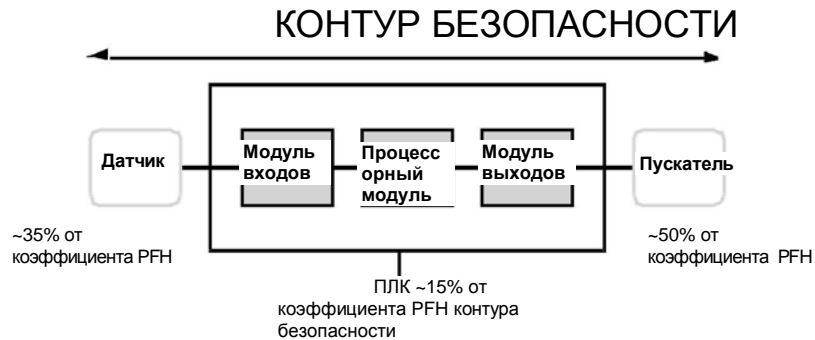 КОНТУР БЕЗОПАСНОСТИ
Датчик
Модуль
входов
Процесс
орный
модуль
Модуль
выходов
Пускатель
~35% от
коэффициента PFH
~50% от
коэффициента PFH
ПЛК ~15% от
коэффициента PFH контура
безопасности